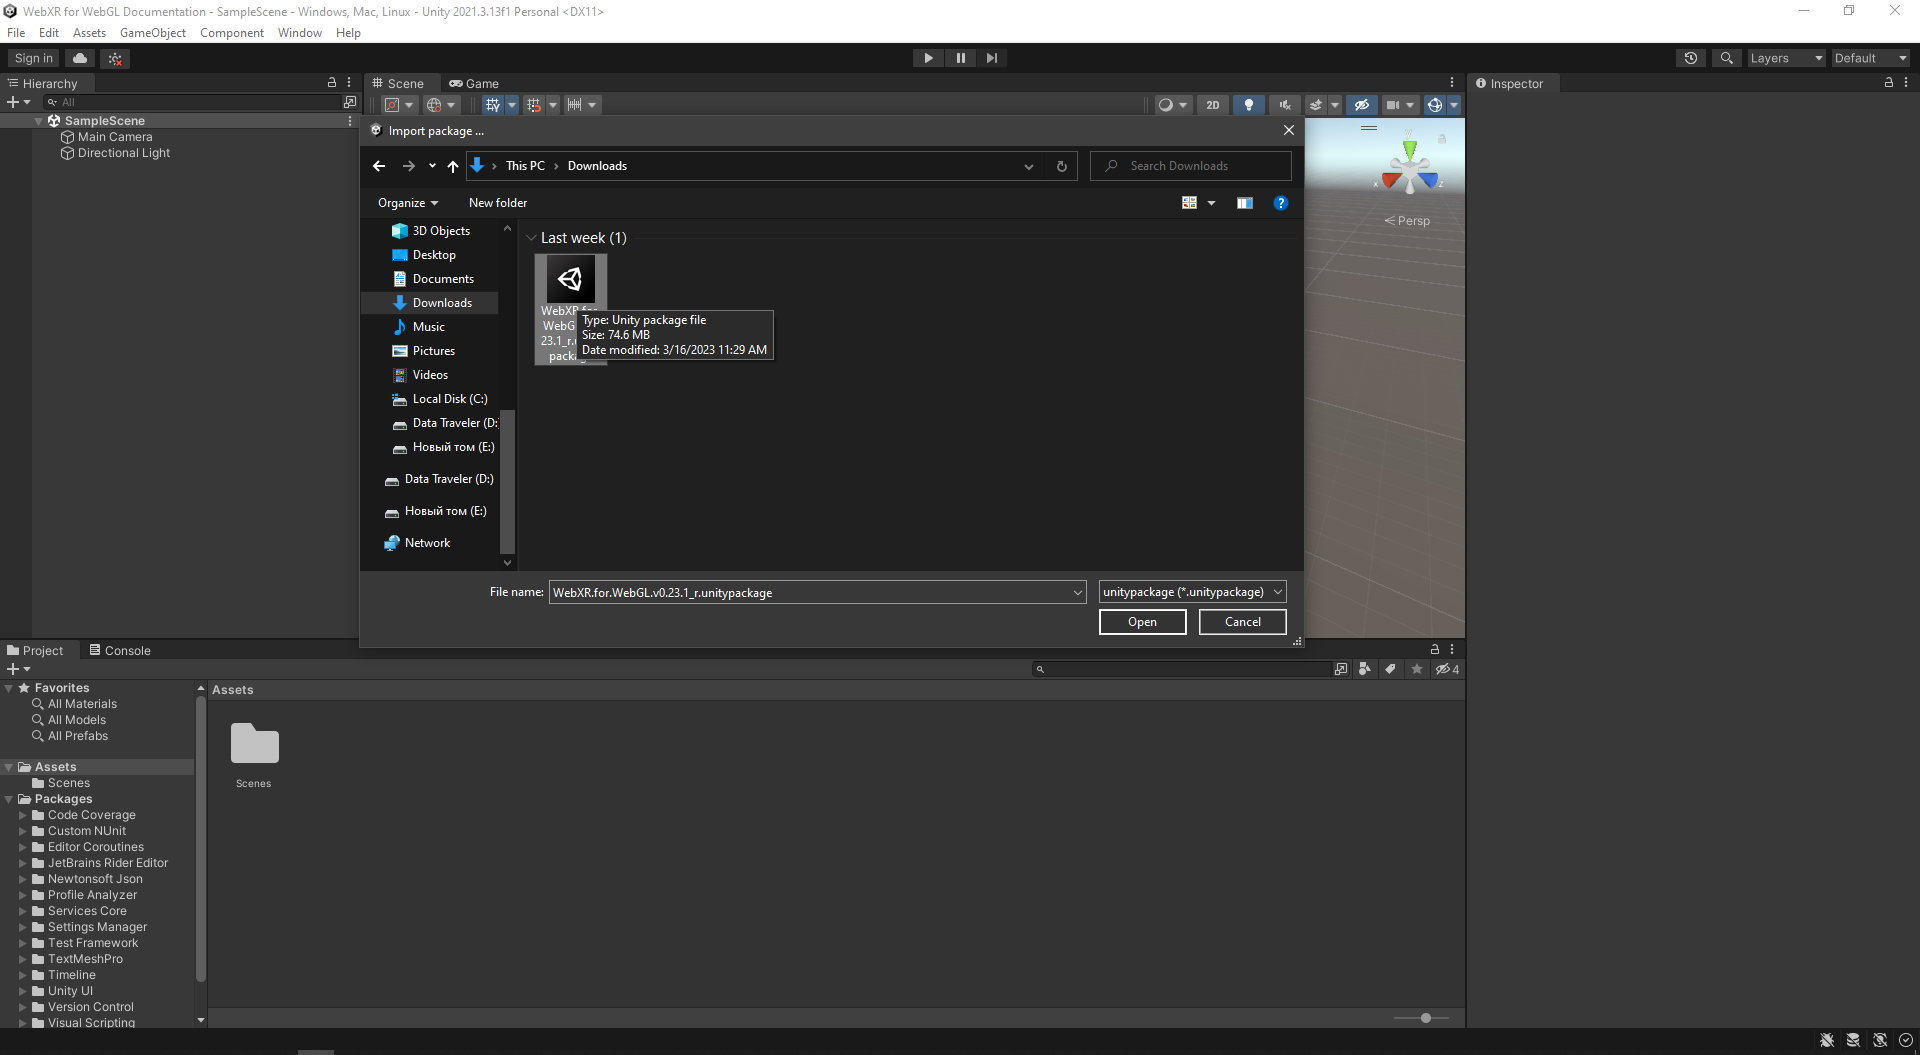 WebXR for WebGL Documentation - SampleScene - Windows, Mac, Linux - Unity 2021.3.13f1 Personal <DX11>
File Edit Assets GameObject Component Window Help
Sign in
Layers
Default
Hierarchy
Scene
Game
Inspector
All
2D
SampleScene
Main Camera
Directional Light
y
x
z
Persp
Import package ...
This PC
Downloads
Search Downloads
Organize
New folder
?
3D Objects
Desktop
Documents
Downloads
Music
Pictures
Videos
Local Disk (C:)
Data Traveler (D:
Новый том (E:)
Data Traveler (D:)
Новый том (E:)
Network
Last week (1)
Type: Unity package file
Size: 74.6 MB
Date modified: 3/16/2023 11:29 AM
File name:
WebXR.for.WebGL.v0.23.1_r.unitypackage
unitypackage (*.unitypackage)
Open
Cancel
Project
Console
4
Favorites
All Materials
All Models
All Prefabs
Assets
Scenes
Packages
Code Coverage
Custom NUnit
Editor Coroutines
JetBrains Rider Editor
Newtonsoft Json
Profile Analyzer
Services Core
Settings Manager
Test Framework
TextMeshPro
Timeline
Unity UI
Version Control
Visual Scripting
Assets
Scenes